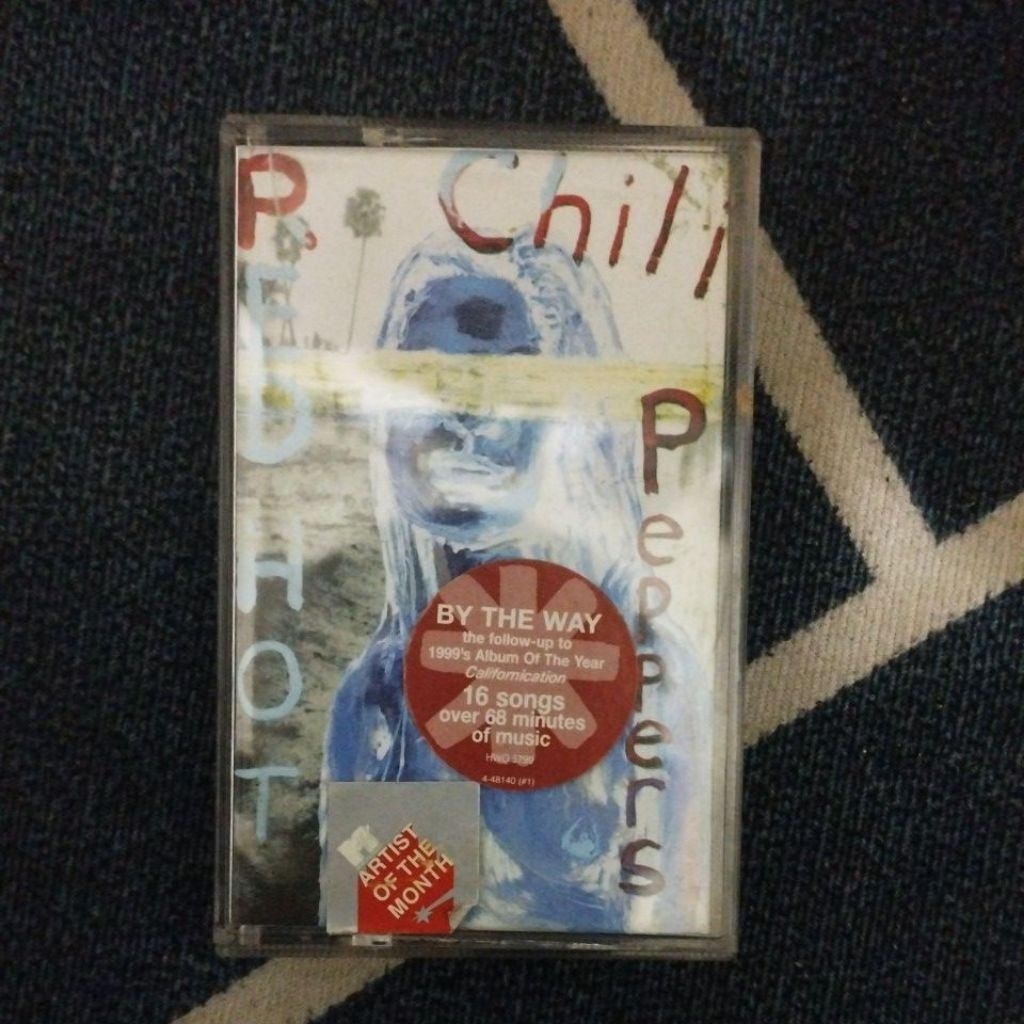 RED HOT
Chili
Peppers
BY THE WAY
the follow-up to
1999's Album Of The Year
Californication
16 songs
over 68 minutes
of music
4-48140 (#1)
ARTIST
OF THE
MONTH